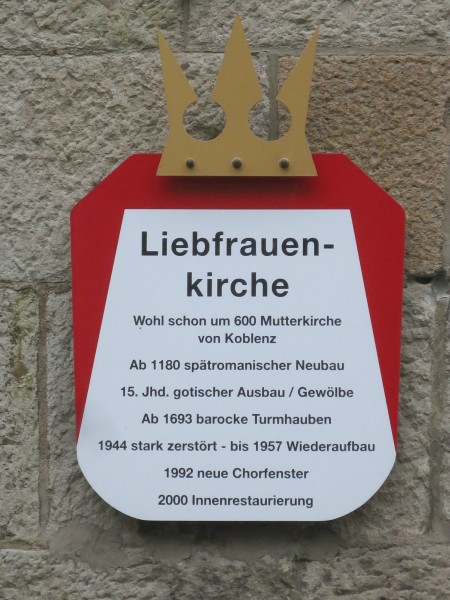 Liebfrauen-
kirche
Wohl schon um 600 Mutterkirche
von Koblenz
Ab 1180 spätromanischer Neubau
15. Jhd. gotischer Ausbau / Gewölbe
Ab 1693 barocke Turmhauben
1944 stark zerstört - bis 1957 Wiederaufbau
1992 neue Chorfenster
2000 Innenrestaurierung